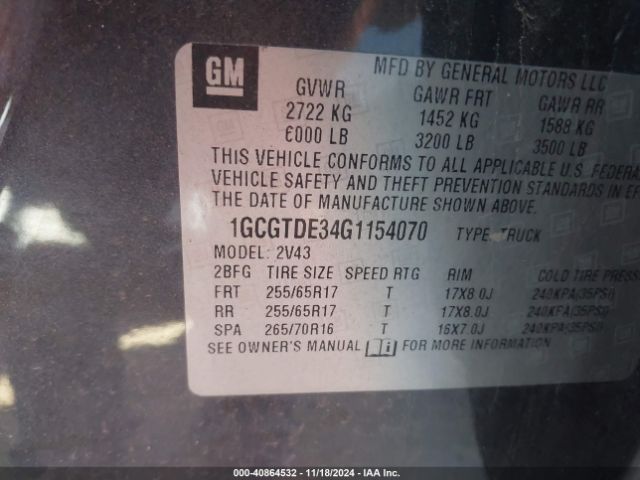 GM
MFD BY GENERAL MOTORS LLC
GVWR GAWR FRT GAWR RR
2722 KG 1452 KG 1588 KG
6000 LB 3200 LB 3500 LB
THIS VEHICLE CONFORMS TO ALL APPLICABLE U.S. FEDERA
VEHICLE SAFETY AND THEFT PREVENTION STANDARDS IN E
THE DATE OF MANUFACTURE SHOWN ABOVE.
1GCGTDE34G1154070 TYPE: TRUCK
MODEL: 2V43
2BFG TIRE SIZE SPEED RTG RIM COLD TIRE PRESS
FRT 255/65R17 T 17X8.0J 240KPA(35PSI)
RR 255/65R17 T 17X8.0J 240KPA(35PSI)
SPA 265/70R16 T 16X7.0J 240KPA(35PSI)
SEE OWNER'S MANUAL i FOR MORE INFORMATION
000-40864532 - 11/18/2024 - IAA Inc.